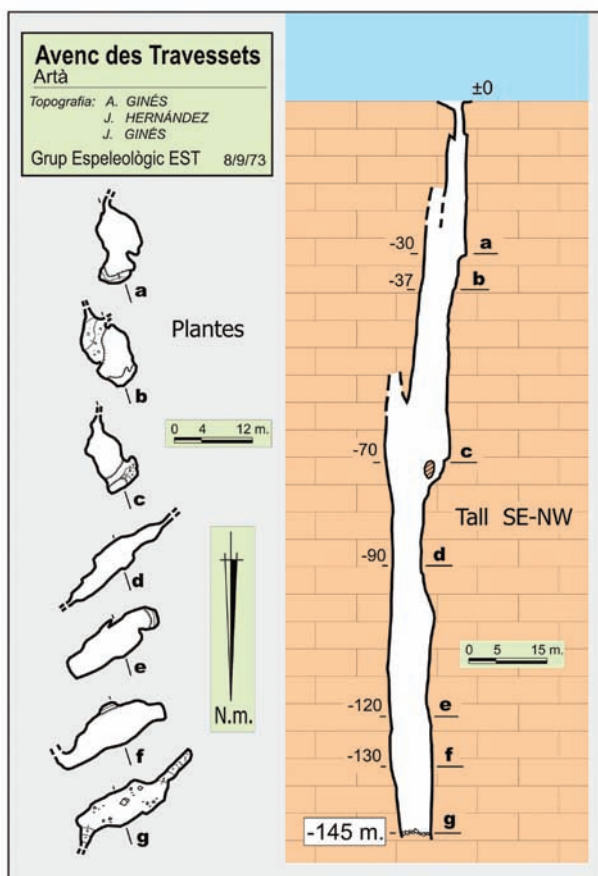 Avenc des Travessets
Artà
Topografia: A. GINÉS
J. HERNÁNDEZ
J. GINÉS
Grup Espeleològic EST 8/9/73
a
b
Plantes
0 4 12 m.
c
d
e
f
g
N.m.
±0
-30 a
-37 b
-70 c
Tall SE-NW
-90 d
0 5 15 m.
-120 e
-130 f
-145 m. g